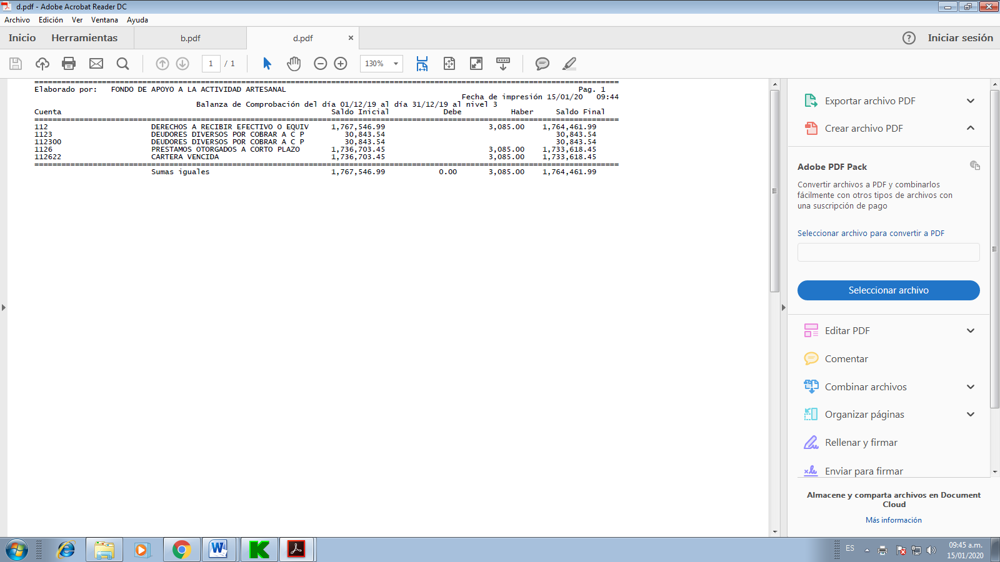 d.pdf - Adobe Acrobat Reader DC
Archivo Edición Ver Ventana Ayuda
Inicio Herramientas b.pdf d.pdf × Iniciar sesión
1 / 1 130%
Elaborado por: FONDO DE APOYO A LA ACTIVIDAD ARTESANAL Pag. 1
Fecha de impresión 15/01/20 09:44
Balanza de Comprobación del día 01/12/19 al día 31/12/19 al nivel 3
Cuenta Saldo Inicial Debe Haber Saldo Final
112 DERECHOS A RECIBIR EFECTIVO O EQUIV 1,767,546.99 3,085.00 1,764,461.99
1123 DEUDORES DIVERSOS POR COBRAR A C P 30,843.54 30,843.54
112300 DEUDORES DIVERSOS POR COBRAR A C P 30,843.54 30,843.54
1126 PRESTAMOS OTORGADOS A CORTO PLAZO 1,736,703.45 3,085.00 1,733,618.45
112622 CARTERA VENCIDA 1,736,703.45 3,085.00 1,733,618.45
Sumas iguales 1,767,546.99 0.00 3,085.00 1,764,461.99
Exportar archivo PDF
Crear archivo PDF
Adobe PDF Pack
Convertir archivos a PDF y combinarlos
fácilmente con otros tipos de archivos con
una suscripción de pago
Seleccionar archivo para convertir a PDF
Seleccionar archivo
Editar PDF
Comentar
Combinar archivos
Organizar páginas
Rellenar y firmar
Enviar para firmar
Almacene y comparta archivos en Document
Cloud
Más información
ES 09:45 a.m.
15/01/2020